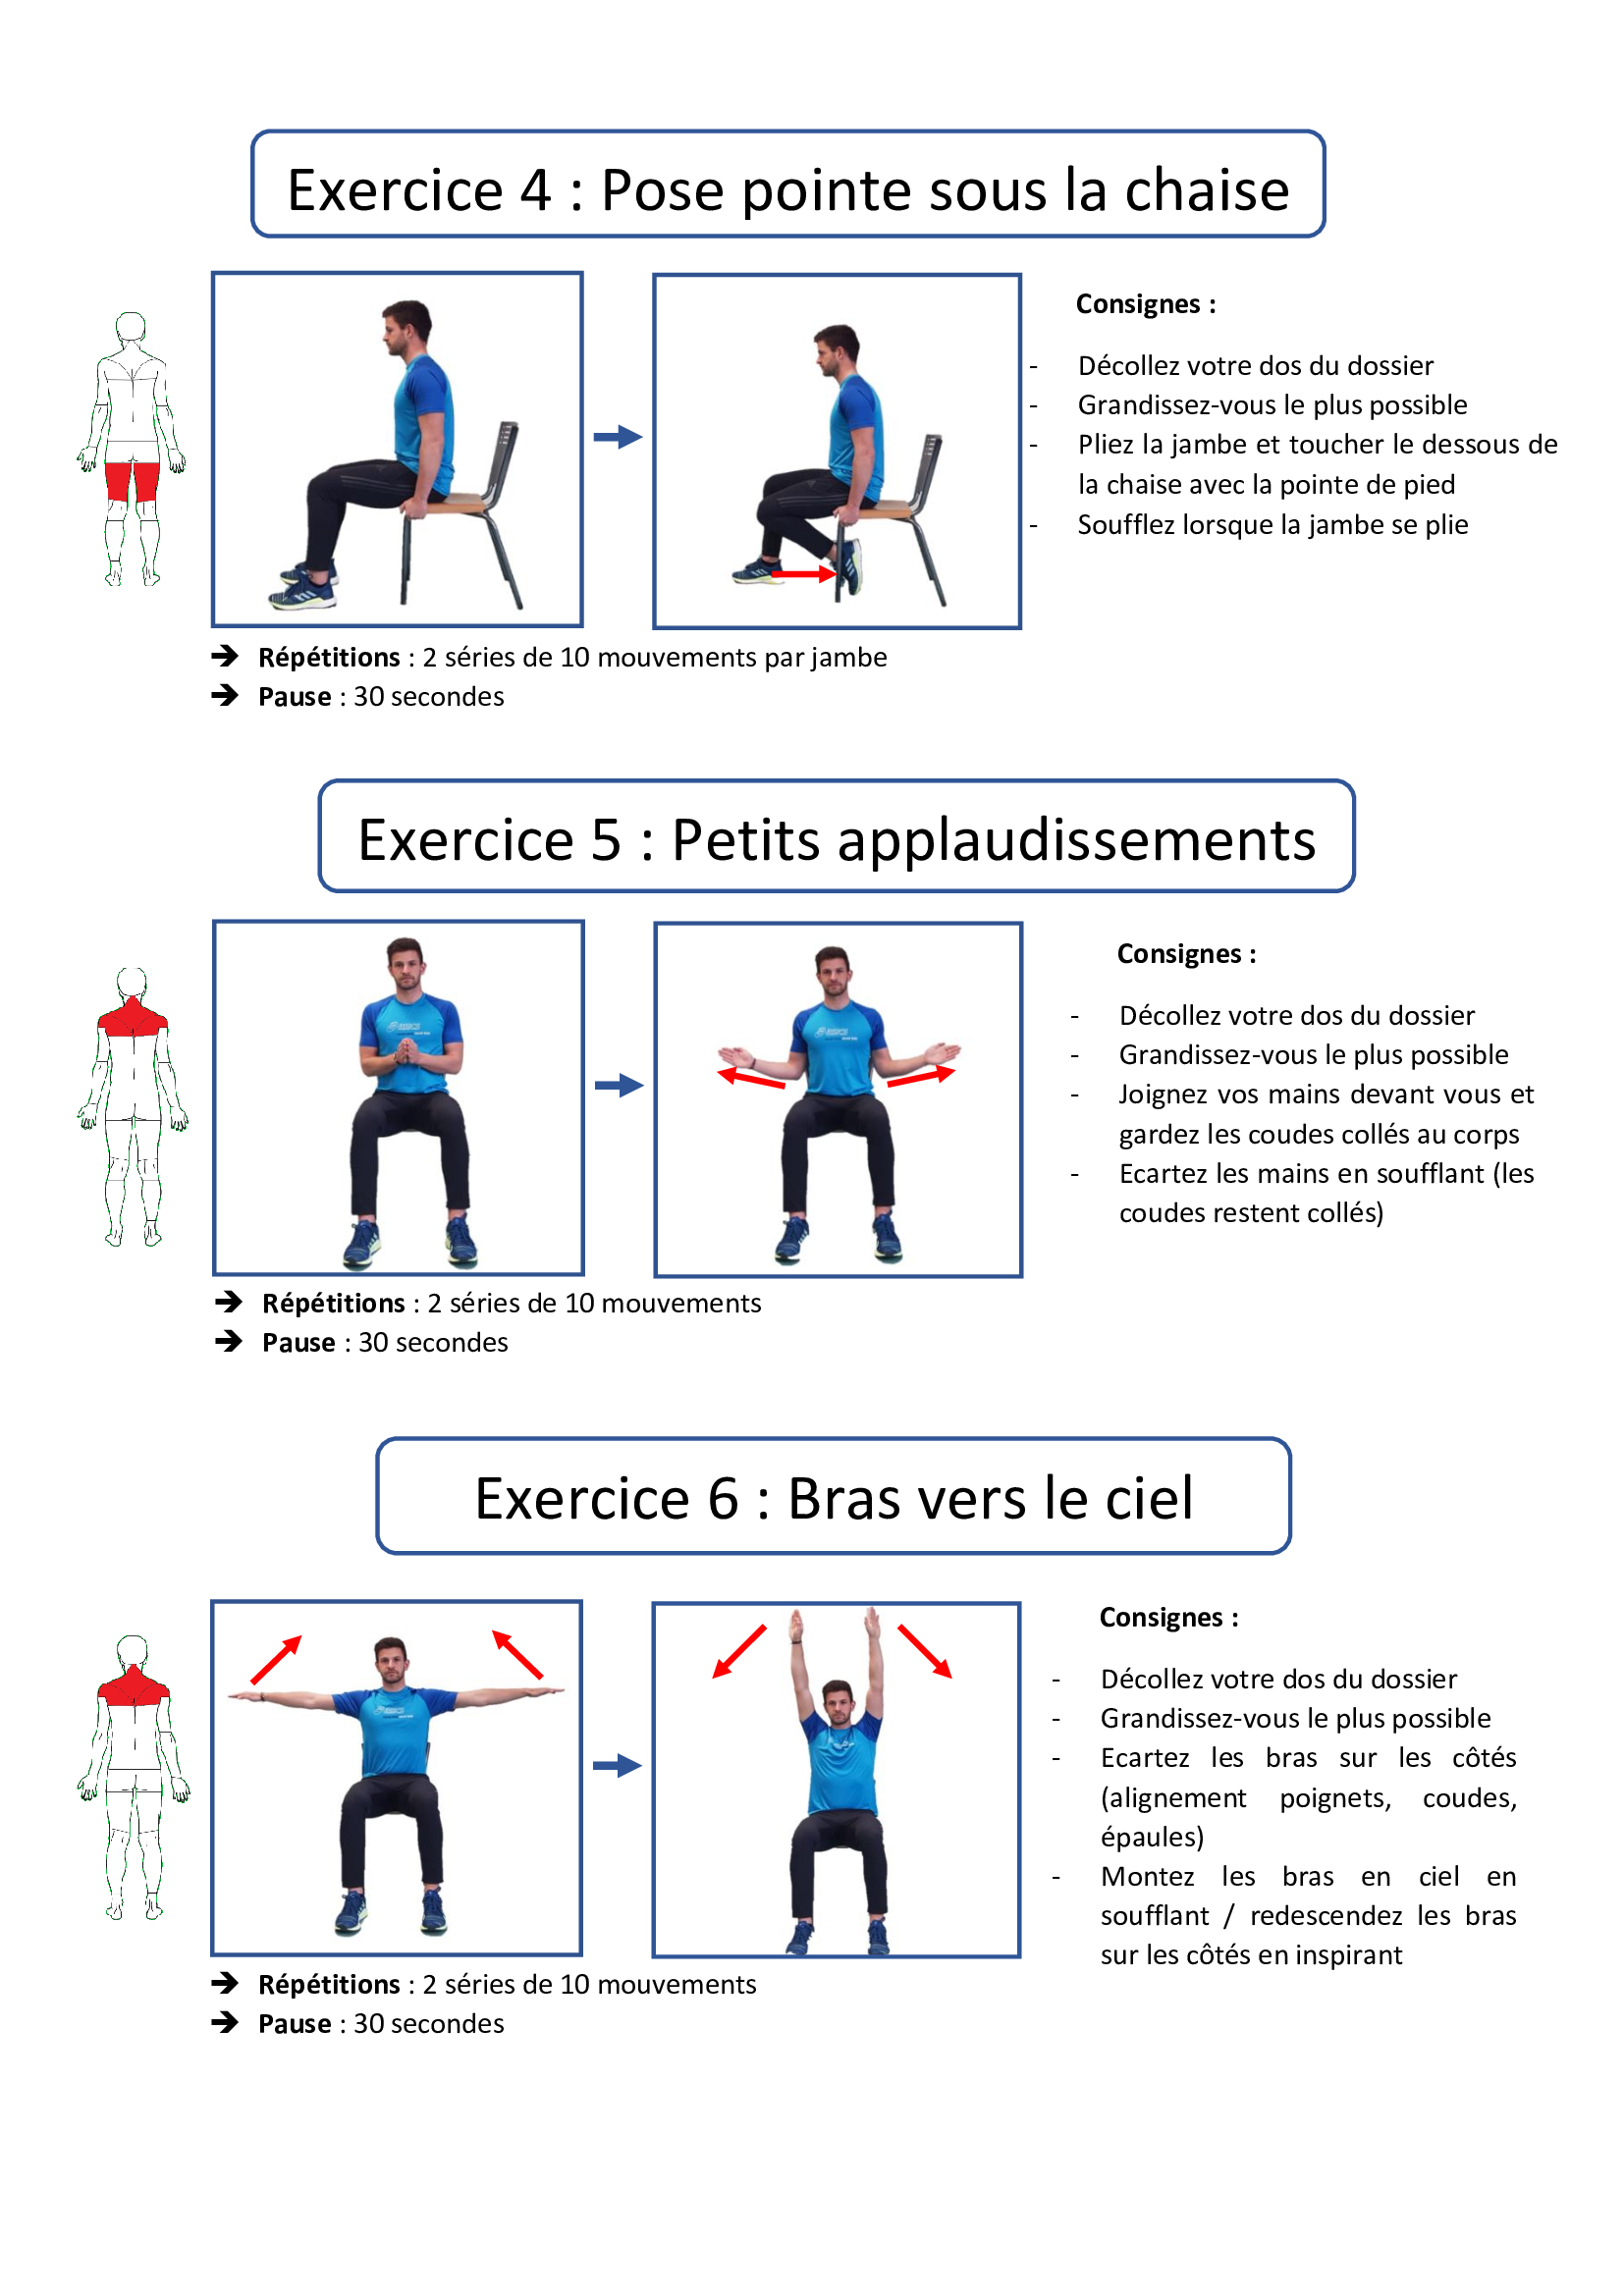 Exercice 4 : Pose pointe sous la chaise
Consignes :
- Décollez votre dos du dossier
- Grandissez-vous le plus possible
- Pliez la jambe et toucher le dessous de
la chaise avec la pointe de pied
- Soufflez lorsque la jambe se plie
➔ Répétitions : 2 séries de 10 mouvements par jambe
➔ Pause : 30 secondes
Exercice 5 : Petits applaudissements
Consignes :
- Décollez votre dos du dossier
- Grandissez-vous le plus possible
- Joignez vos mains devant vous et
gardez les coudes collés au corps
- Ecartez les mains en soufflant (les
coudes restent collés)
➔ Répétitions : 2 séries de 10 mouvements
➔ Pause : 30 secondes
Exercice 6 : Bras vers le ciel
Consignes :
- Décollez votre dos du dossier
- Grandissez-vous le plus possible
- Ecartez les bras sur les côtés
(alignement poignets, coudes,
épaules)
- Montez les bras en ciel en
soufflant / redescendez les bras
sur les côtés en inspirant
➔ Répétitions : 2 séries de 10 mouvements
➔ Pause : 30 secondes